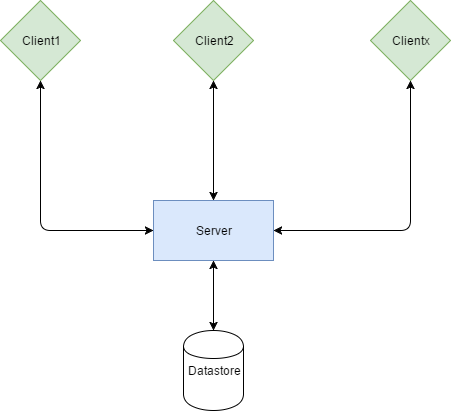 Client1
Client2
Clientx
Server
Datastore